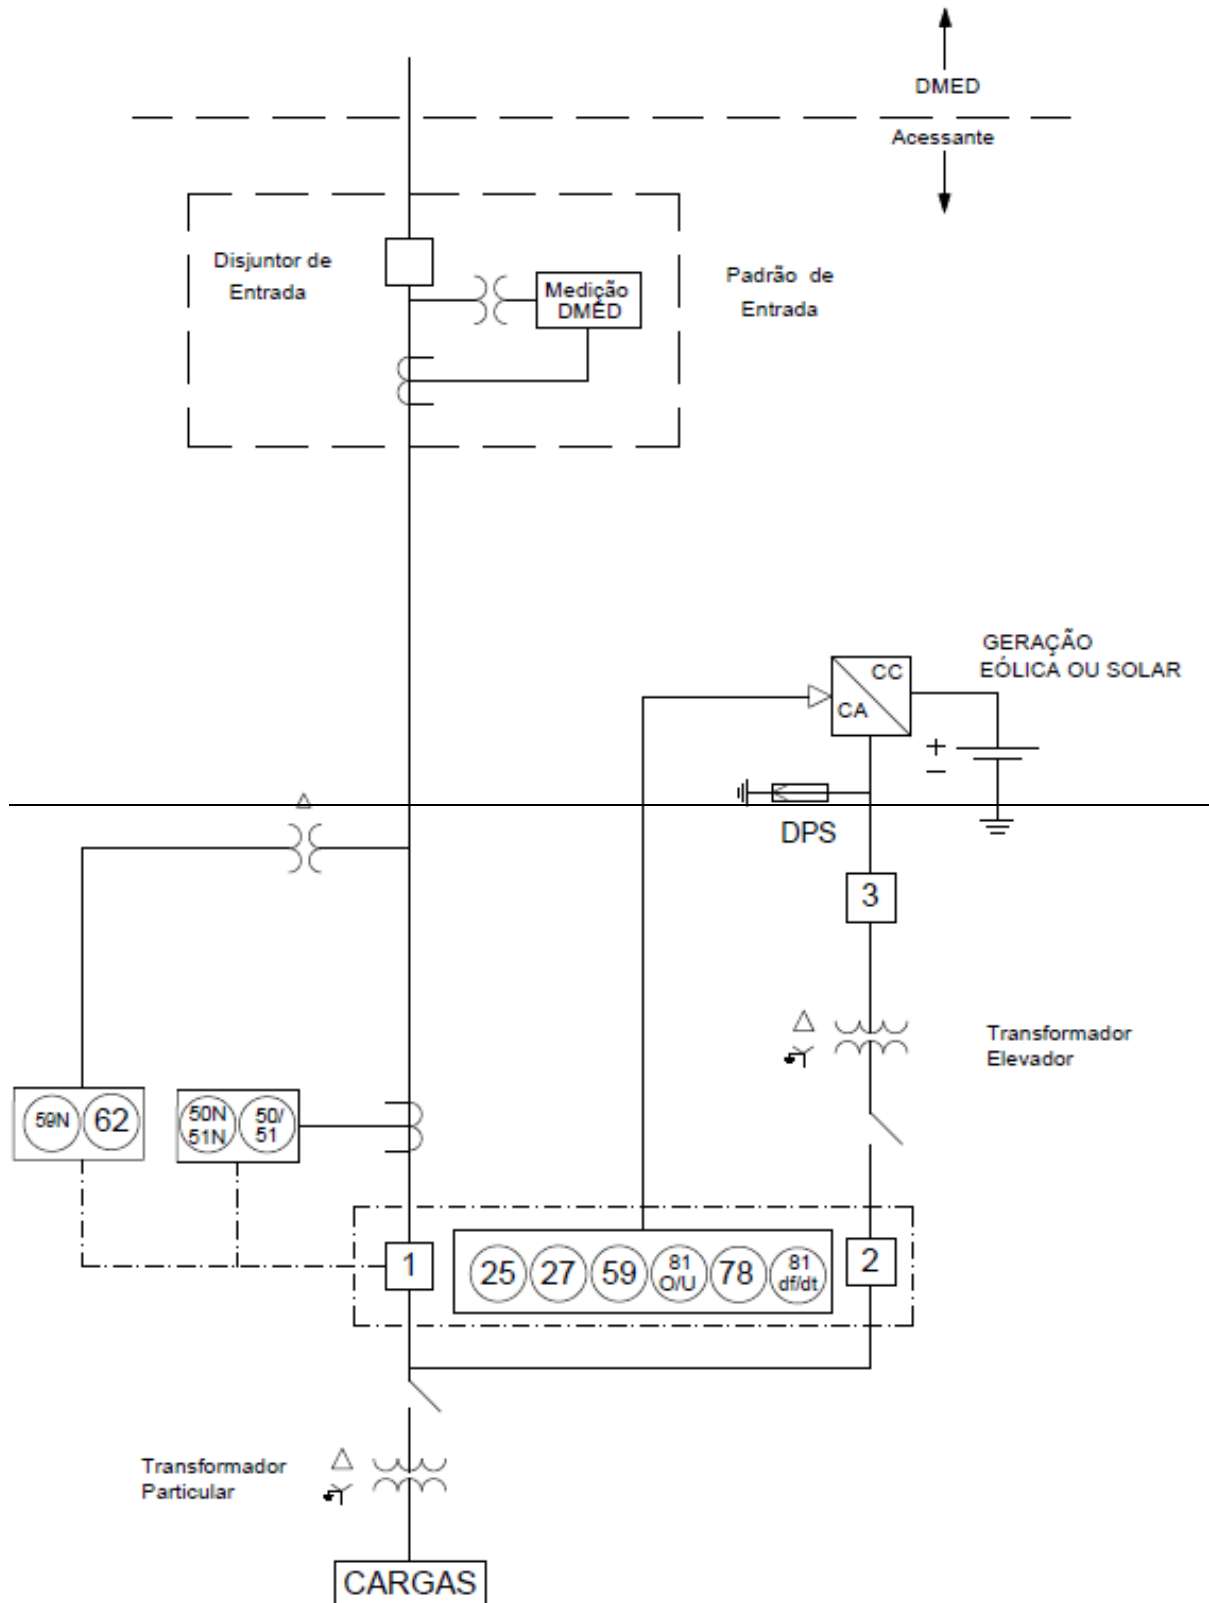 DMED
Acessante
Disjuntor de
Entrada
Medição
DMED
Padrão de
Entrada
GERAÇÃO
EÓLICA OU SOLAR
CC
CA
+
−
DPS
3
Transformador
Elevador
59N
62
50N
51N
50/
51
1
25
27
59
81
O/U
78
81
df/dt
2
Transformador
Particular
CARGAS